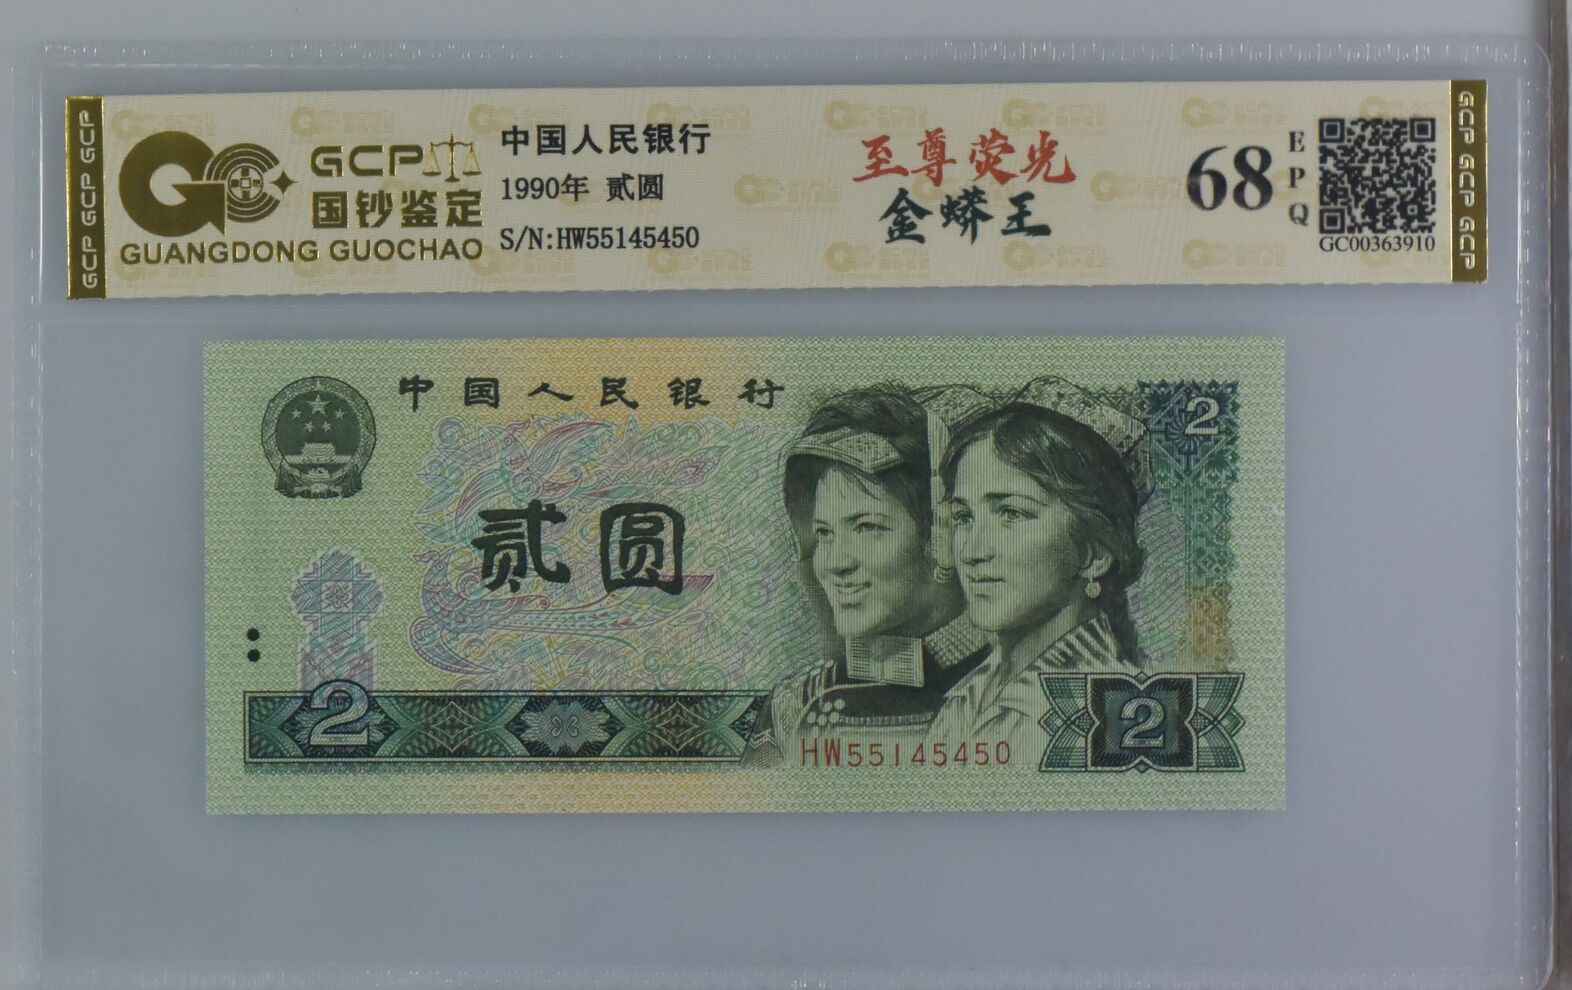 GCP GCP GCP
GCP
国钞鉴定
GUANGDONG GUOCHAO
中国人民银行
1990年 贰圆
S/N:HW55145450
至尊荧光
金蟒王
68
EPQ
GC00363910
GCP GCP GCP
中国人民银行
2
贰圆
2
HW55145450
2